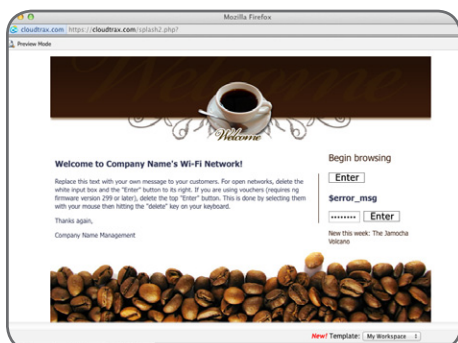 Mozilla Firefox
cloudtrax.com https://cloudtrax.com/splash2.php?
Preview Mode
Welcome
Welcome
Welcome to Company Name's Wi-Fi Network!
Replace this text with your own message to your customers. For open networks, delete the
white input box and the "Enter" button to its right. If you are using vouchers (requires ng
firmware version 299 or later), delete the top "Enter" button. This is done by selecting them
with your mouse then hitting the "delete" key on your keyboard.
Thanks again,
Company Name Management
Begin browsing
Enter
$error_msg
•••••••• Enter
New this week: The Jamocha
Volcano
New! Template: My Workspace